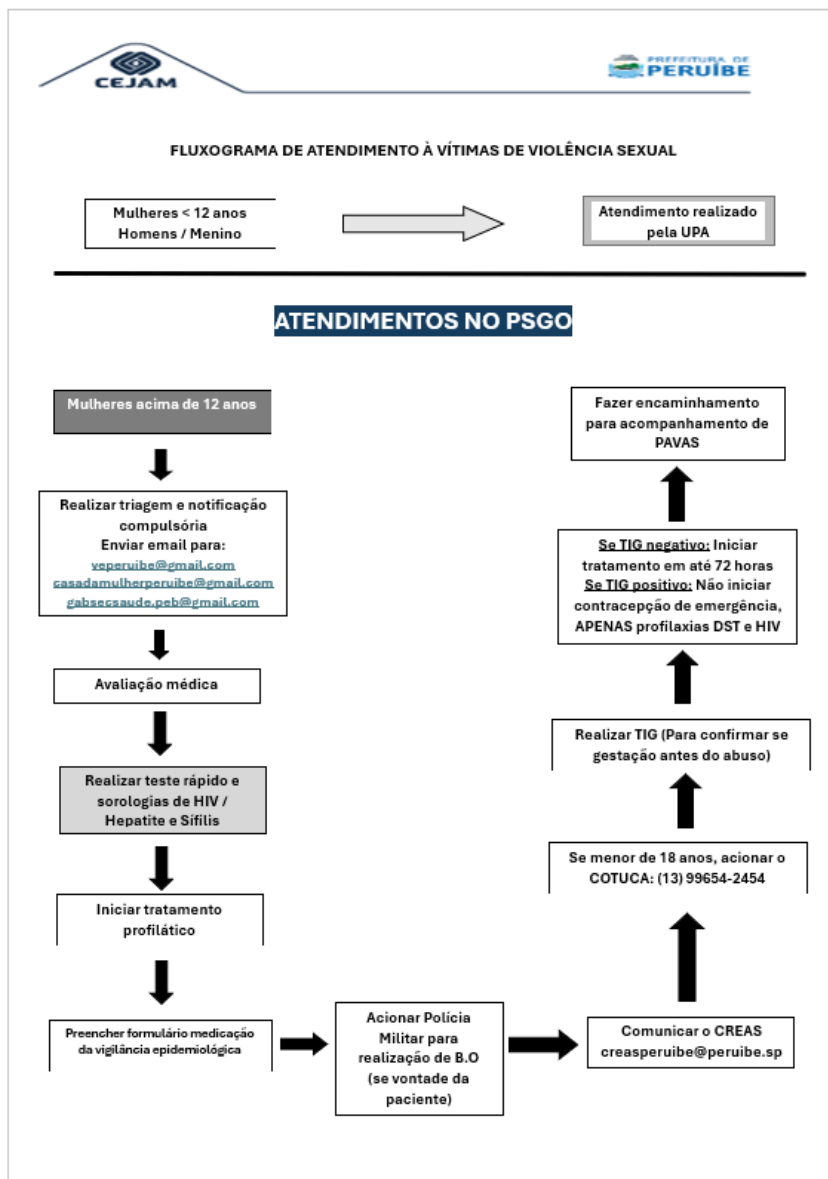 CEJAM
PREFEITURA DE
PERUÍBE
FLUXOGRAMA DE ATENDIMENTO À VÍTIMAS DE VIOLÊNCIA SEXUAL
Mulheres < 12 anos
Homens / Menino
Atendimento realizado
pela UPA
ATENDIMENTOS NO PSGO
Mulheres acima de 12 anos
Realizar triagem e notificação
compulsória
Enviar email para:
veperuibe@gmail.com
casadamulherperuibe@gmail.com
gabsecsaude.peb@gmail.com
Avaliação médica
Realizar teste rápido e
sorologias de HIV /
Hepatite e Sífilis
Iniciar tratamento
profilático
Preencher formulário medicação
da vigilância epidemiológica
Acionar Polícia
Militar para
realização de B.O
(se vontade da
paciente)
Comunicar o CREAS
creasperuibe@peruibe.sp
Se menor de 18 anos, acionar o
COTUCA: (13) 99654-2454
Realizar TIG (Para confirmar se
gestação antes do abuso)
Se TIG negativo: Iniciar
tratamento em até 72 horas
Se TIG positivo: Não iniciar
contracepção de emergência,
APENAS profilaxias DST e HIV
Fazer encaminhamento
para acompanhamento de
PAVAS